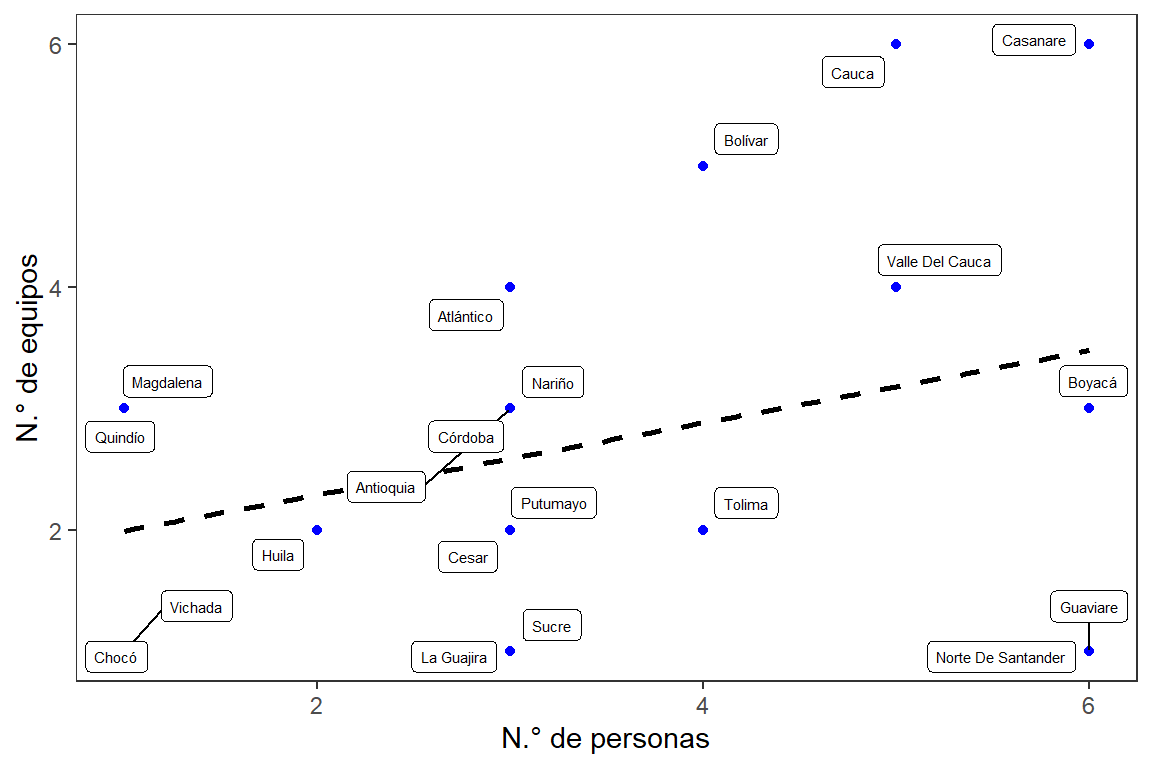 6
Casanare
Cauca
Bolívar
Valle Del Cauca
4
Atlántico
Magdalena
Nariño
Boyacá
Quindío
Córdoba
Antioquia
Putumayo
Tolima
2
Huila
Cesar
Vichada
Guaviare
Sucre
Chocó
La Guajira
Norte De Santander
2
4
6
N.° de personas
N.° de equipos